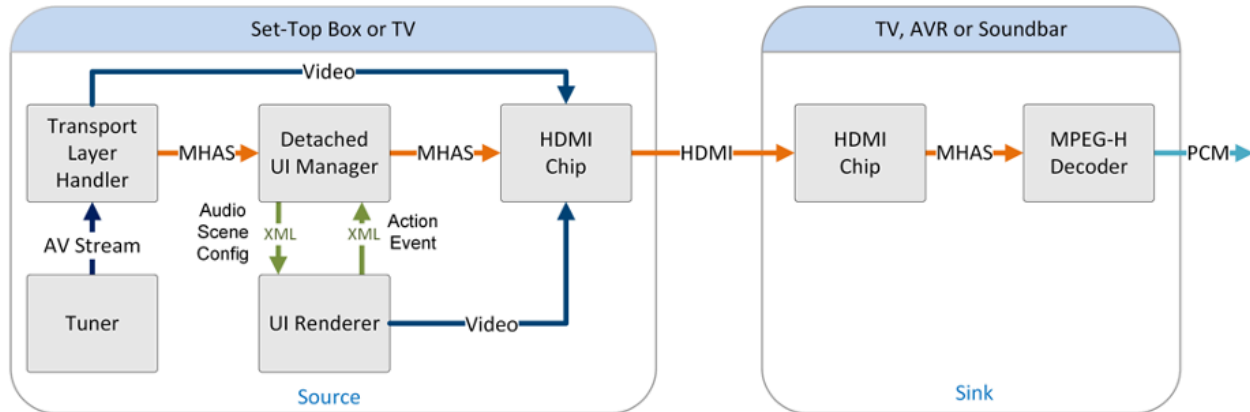 Set-Top Box or TV
TV, AVR or Soundbar
Video
Transport
Layer
Handler
MHAS
Detached
UI Manager
MHAS
HDMI
Chip
HDMI
HDMI
Chip
MHAS
MPEG-H
Decoder
PCM
AV Stream
Audio
Scene
Config
XML
XML
Action
Event
Tuner
UI Renderer
Video
Source
Sink